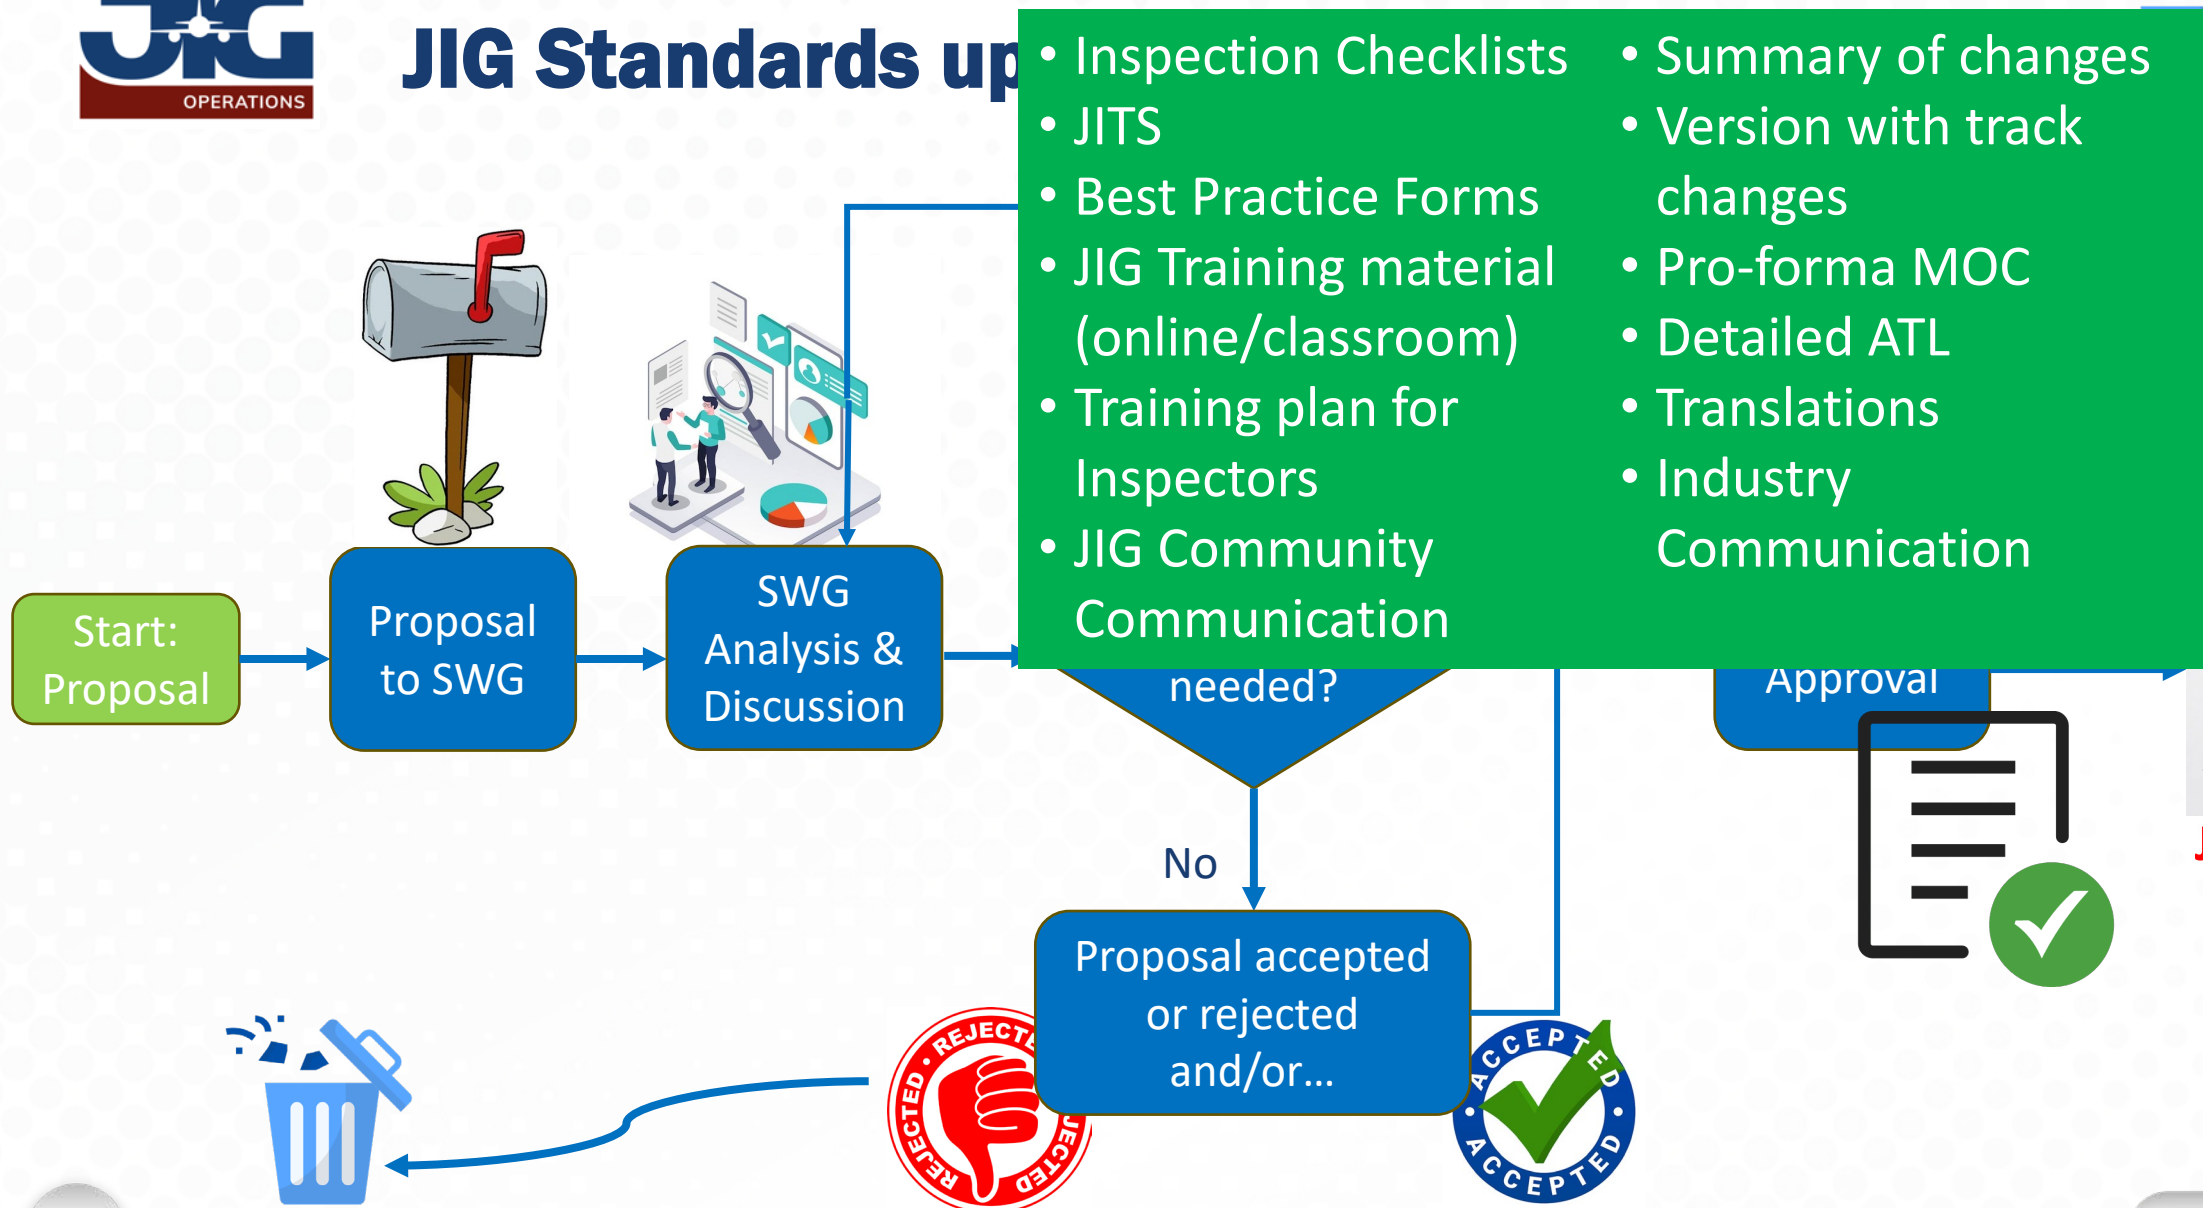 JIG
OPERATIONS
JIG Standards up
• Inspection Checklists
• JITS
• Best Practice Forms
• JIG Training material
(online/classroom)
• Training plan for
Inspectors
• JIG Community
Communication
• Summary of changes
• Version with track
changes
• Pro-forma MOC
• Detailed ATL
• Translations
• Industry
Communication
Start:
Proposal
Proposal
to SWG
SWG
Analysis &
Discussion
needed?
Approval
No
Proposal accepted
or rejected
and/or...
REJECTED
REJECTED
REJECTED
ACCEPTED
ACCEPTED